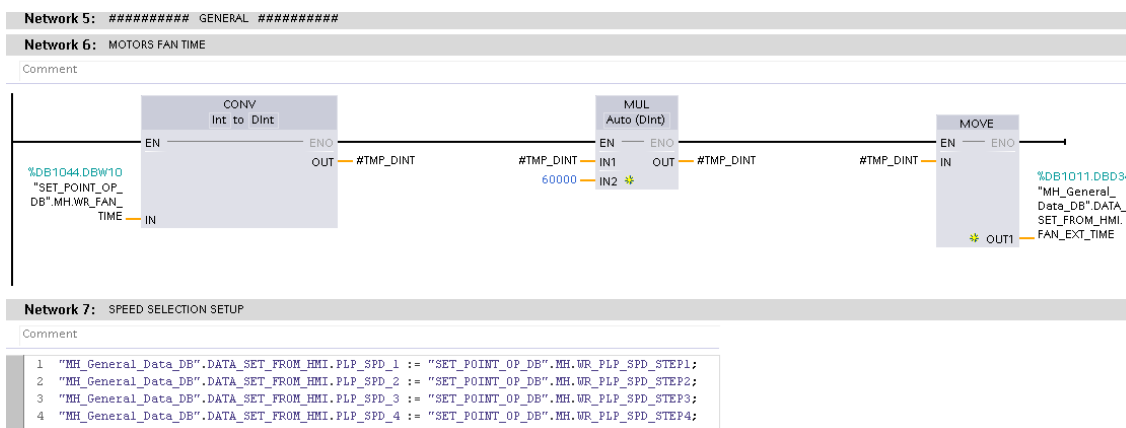 Network 5: ########## GENERAL ##########
Network 6: MOTORS FAN TIME
Comment
CONV
Int to DInt
EN ENO
OUT #TMP_DINT
%DB1044.DBW10
"SET_POINT_OP_
DB".MH.WR_FAN_
TIME IN
MUL
Auto (DInt)
EN ENO
#TMP_DINT IN1 OUT #TMP_DINT
60000 IN2
MOVE
EN ENO
#TMP_DINT IN
%DB1011.DBD34
"MH_General_
Data_DB".DATA_
SET_FROM_HMI.
OUT1 FAN_EXT_TIME
Network 7: SPEED SELECTION SETUP
Comment
1 "MH_General_Data_DB".DATA_SET_FROM_HMI.PLP_SPD_1 := "SET_POINT_OP_DB".MH.WR_PLP_SPD_STEP1;
2 "MH_General_Data_DB".DATA_SET_FROM_HMI.PLP_SPD_2 := "SET_POINT_OP_DB".MH.WR_PLP_SPD_STEP2;
3 "MH_General_Data_DB".DATA_SET_FROM_HMI.PLP_SPD_3 := "SET_POINT_OP_DB".MH.WR_PLP_SPD_STEP3;
4 "MH_General_Data_DB".DATA_SET_FROM_HMI.PLP_SPD_4 := "SET_POINT_OP_DB".MH.WR_PLP_SPD_STEP4;